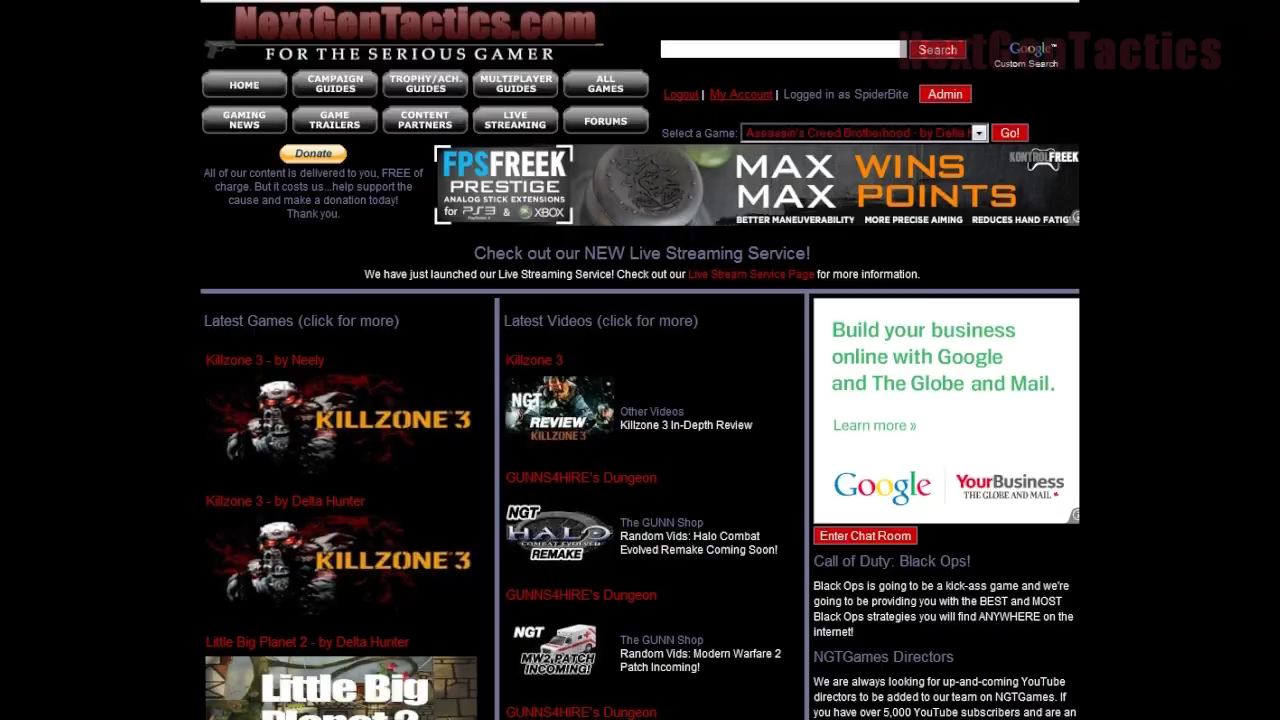 NextGenTactics.com
FOR THE SERIOUS GAMER
NextGenTactics
Search
Google™
Custom Search
HOME
CAMPAIGN GUIDES
TROPHY/ACH. GUIDES
MULTIPLAYER GUIDES
ALL GAMES
Logout | My Account | Logged in as SpiderBite
Admin
GAMING NEWS
GAME TRAILERS
CONTENT PARTNERS
LIVE STREAMING
FORUMS
Select a Game:
Assassin's Creed Brotherhood - by Delta
Go!
Donate
All of our content is delivered to you, FREE of
charge. But it costs us...help support the
cause and make a donation today!
Thank you.
FPSFREEK
PRESTIGE
ANALOG STICK EXTENSIONS
for PS3 & XBOX
MAX WINS
MAX POINTS
BETTER MANEUVERABILITY MORE PRECISE AIMING REDUCES HAND FATIG
KONTROLFREEK
Check out our NEW Live Streaming Service!
We have just launched our Live Streaming Service! Check out our Live Stream Service Page for more information.
Latest Games (click for more)
Killzone 3 - by Neely
KILLZONE 3
Killzone 3 - by Delta Hunter
KILLZONE 3
Little Big Planet 2 - by Delta Hunter
Little Big
Planet 2
Latest Videos (click for more)
Killzone 3
NGT
REVIEW
KILLZONE 3
Other Videos
Killzone 3 In-Depth Review
GUNNS4HIRE's Dungeon
NGT
HALO
COMBAT EVOLVED
REMAKE
The GUNN Shop
Random Vids: Halo Combat
Evolved Remake Coming Soon!
GUNNS4HIRE's Dungeon
NGT
MW2 PATCH
INCOMING!
The GUNN Shop
Random Vids: Modern Warfare 2
Patch Incoming!
GUNNS4HIRE's Dungeon
Build your business
online with Google
and The Globe and Mail.
Learn more »
Google
YourBusiness
THE GLOBE AND MAIL
Enter Chat Room
Call of Duty: Black Ops!
Black Ops is going to be a kick-ass game and we're
going to be providing you with the BEST and MOST
Black Ops strategies you will find ANYWHERE on the
internet!
NGTGames Directors
We are always looking for up-and-coming YouTube
directors to be added to our team on NGTGames. If
you have over 5,000 YouTube subscribers and are an